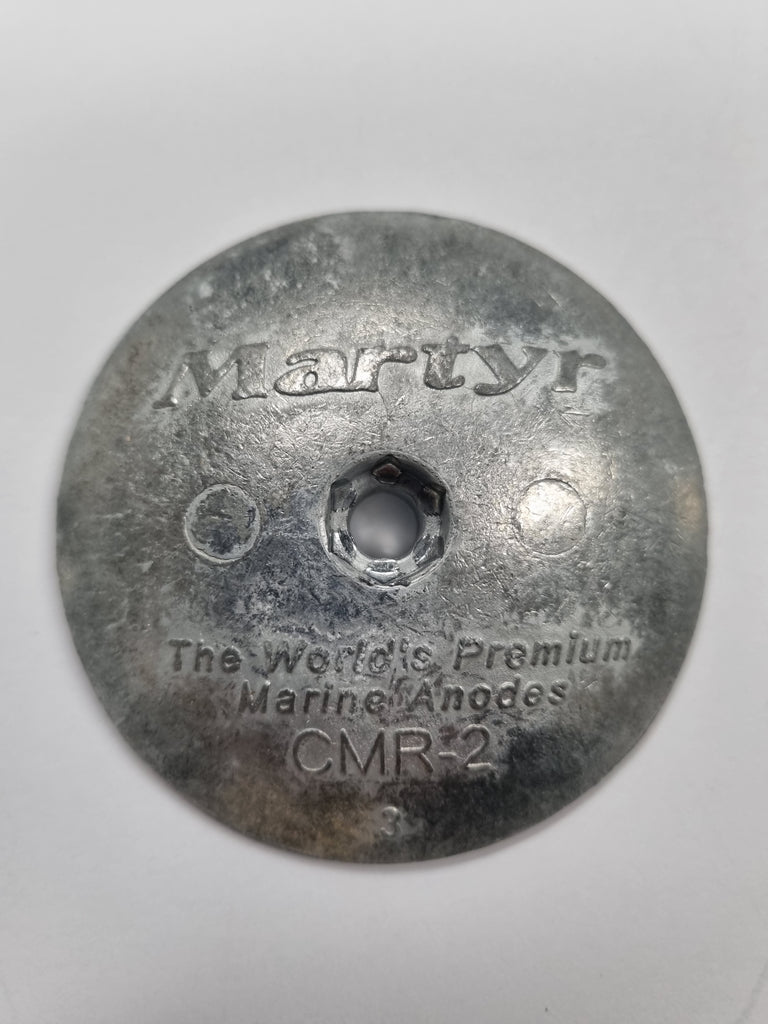 Martyr
The World's Premium
Marine Anodes
CMR-2
3